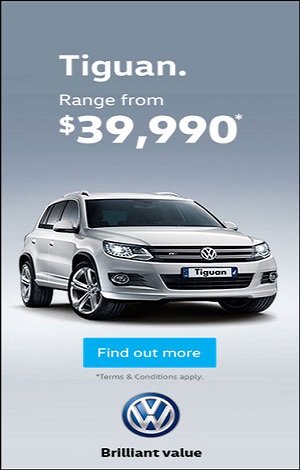 Tiguan.
Range from
$39,990*
Tiguan
Find out more
*Terms & Conditions apply.
Brilliant value